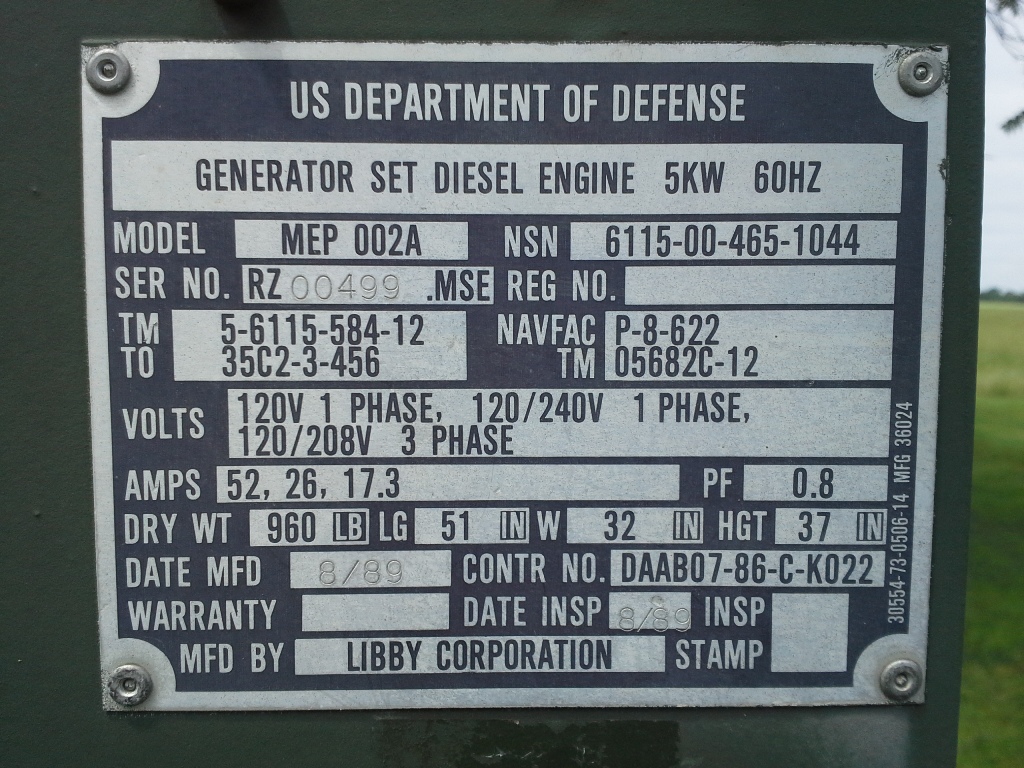 US DEPARTMENT OF DEFENSE
GENERATOR SET DIESEL ENGINE 5KW 60HZ
MODEL MEP 002A NSN 6115-00-465-1044
SER NO. RZ 00499 .MSE REG NO.
TM 5-6115-584-12 NAVFAC P-8-622
TO 35C2-3-456 TM 05682C-12
VOLTS 120V 1 PHASE, 120/240V 1 PHASE,
120/208V 3 PHASE
AMPS 52, 26, 17.3 PF 0.8
DRY WT 960 LB LG 51 IN W 32 IN HGT 37 IN
DATE MFD 8/89 CONTR NO. DAAB07-86-C-K022
WARRANTY DATE INSP 8/89 INSP
MFD BY LIBBY CORPORATION STAMP
30554-73-0506-14 MFG 36024